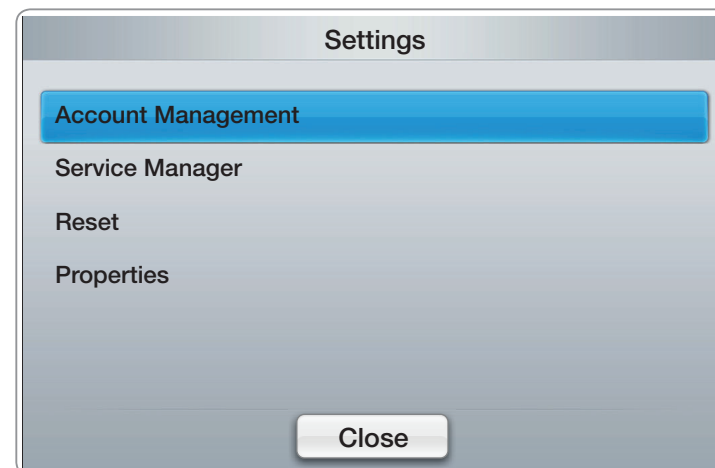 Settings
Account Management
Service Manager
Reset
Properties
Close